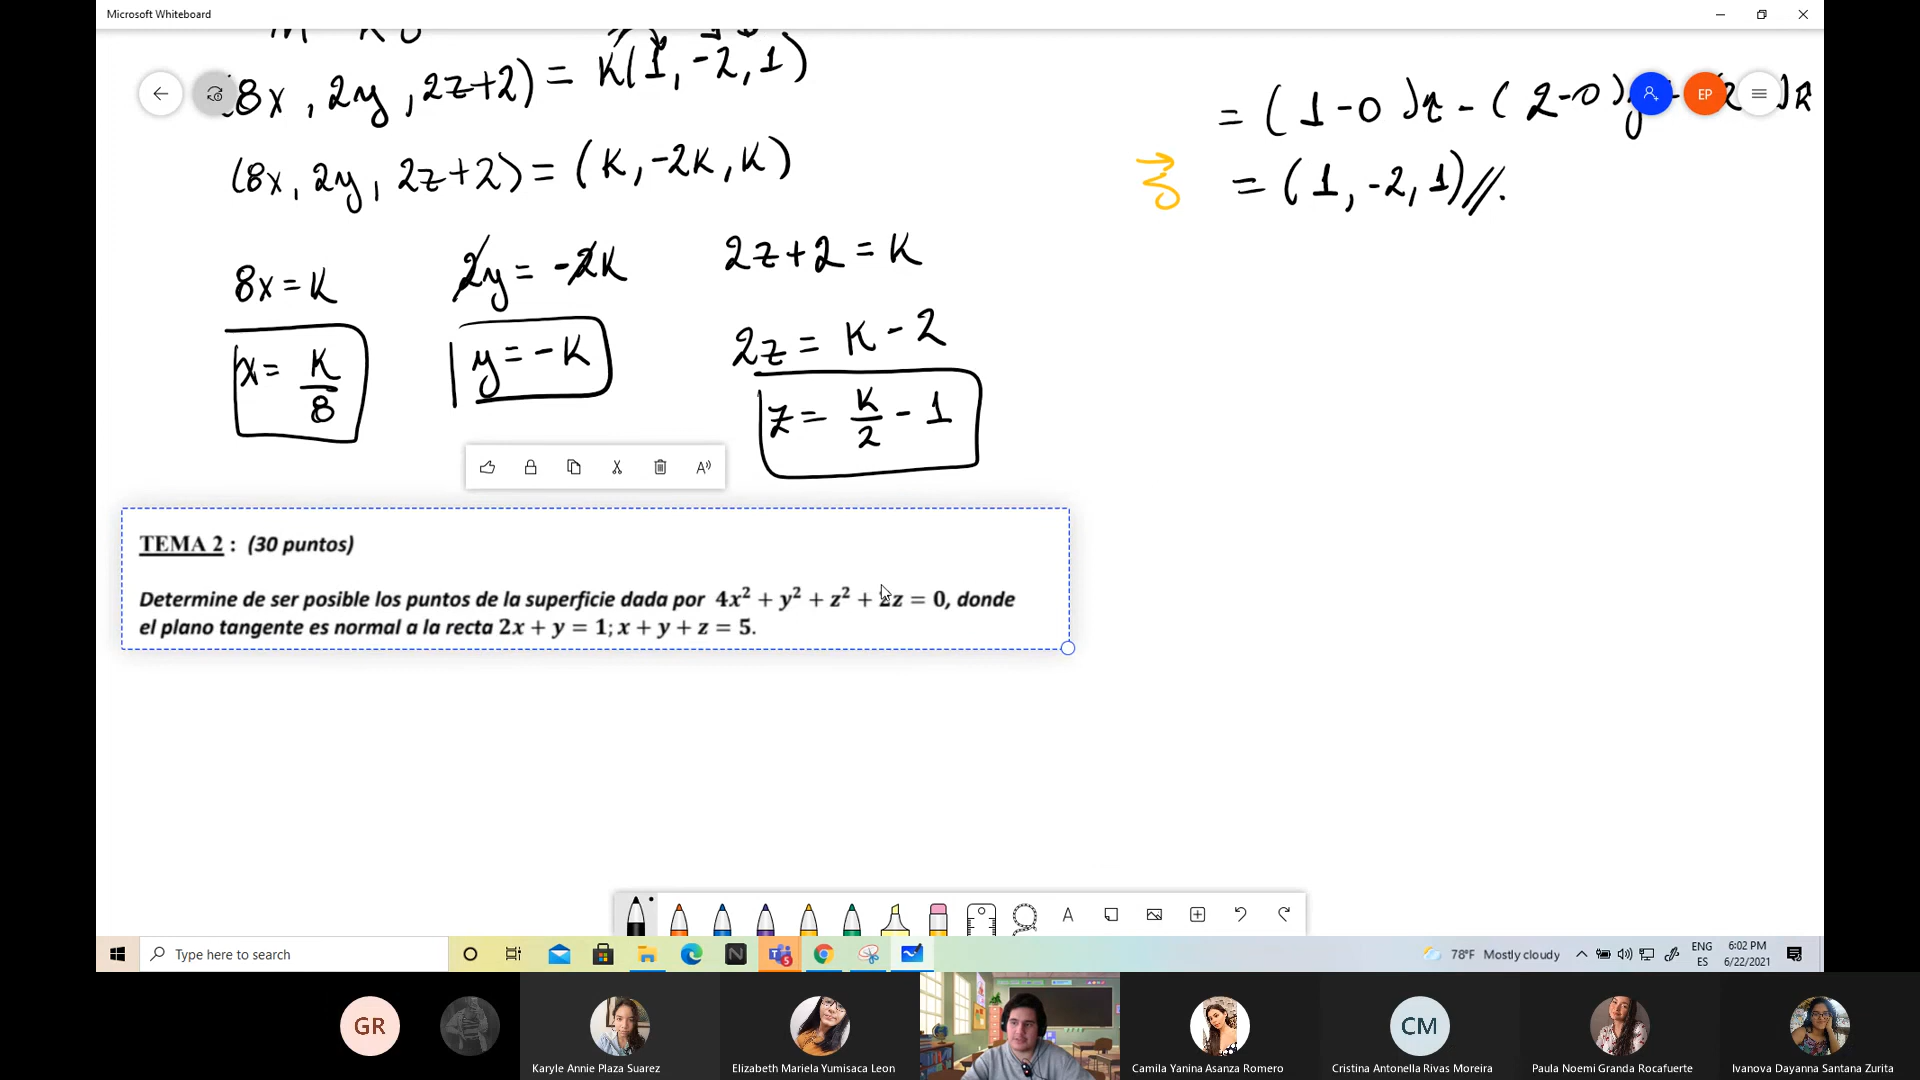 Microsoft Whiteboard
(8x, 2y, 2z+2) = K(1, -2, 1)
(8x, 2y, 2z+2) = (K, -2K, K)
8x = K
2y = -2K
2z+2 = K
x = K/8
y = -K
2z = K - 2
z = K/2 - 1
= (1-0)
- (2-0)
= (1, -2, 1)//.
EP
TEMA 2 : (30 puntos)
Determine de ser posible los puntos de la superficie dada por 4x² + y² + z² + 2z = 0, donde
el plano tangente es normal a la recta 2x + y = 1; x + y + z = 5.
Type here to search
78°F Mostly cloudy
ENG
ES
6:02 PM
6/22/2021
GR
CM
Karyle Annie Plaza Suarez
Elizabeth Mariela Yumisaca Leon
Camila Yanina Asanza Romero
Cristina Antonella Rivas Moreira
Paula Noemi Granda Rocafuerte
Ivanova Dayanna Santana Zurita